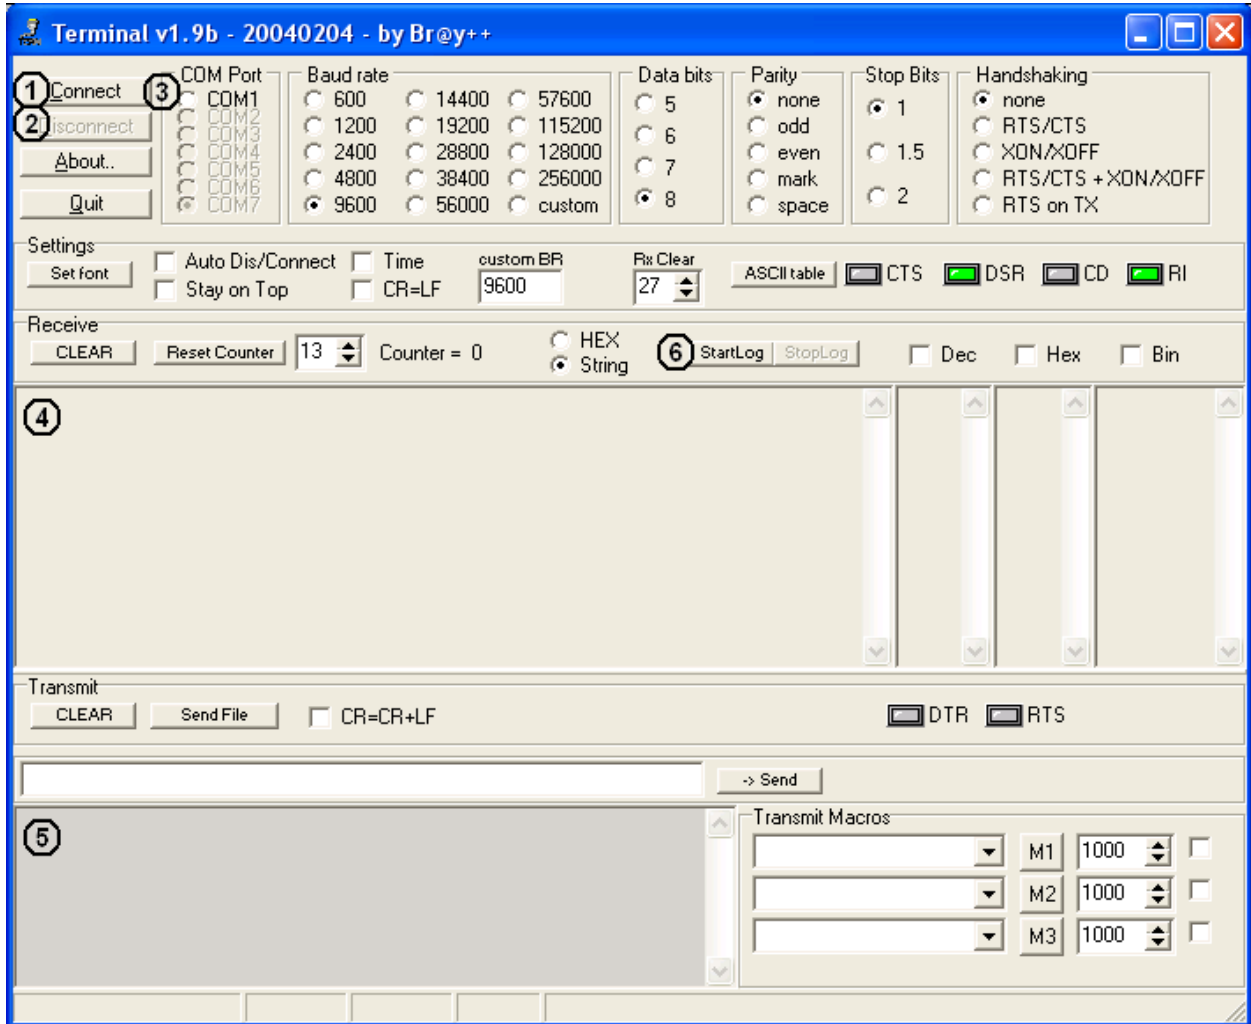 Terminal v1.9b - 20040204 - by Br@y++
COM Port Baud rate Data bits Parity Stop Bits Handshaking
1 Connect 3 COM1 600 14400 57600 5 none 1 none
2 Disconnect COM2 1200 19200 115200 6 odd RTS/CTS
COM3
About.. COM4 2400 28800 128000 7 even 1.5 XON/XOFF
COM5 4800 38400 256000 mark RTS/CTS + XON/XOFF
COM6
Quit COM7 9600 56000 custom 8 space 2 RTS on TX
Settings
Set font Auto Dis/Connect Time custom BR Rx Clear ASCII table CTS DSR CD RI
Stay on Top CR=LF 9600 27
Receive
CLEAR Reset Counter 13 Counter = 0 HEX 6 StartLog StopLog Dec Hex Bin
String
4
Transmit
CLEAR Send File CR=CR+LF DTR RTS
-> Send
5 Transmit Macros
M1 1000
M2 1000
M3 1000